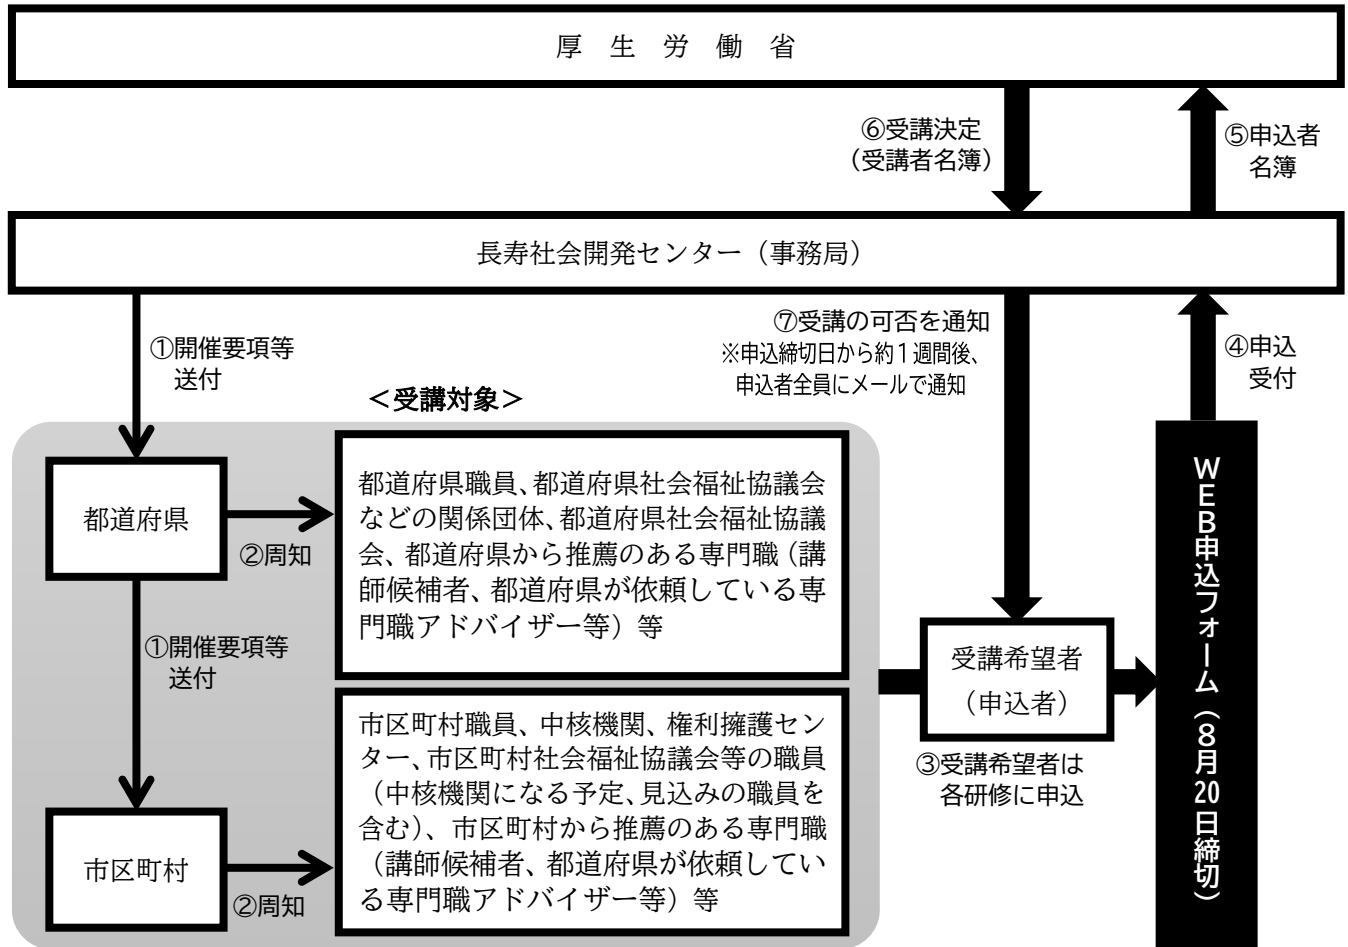 厚生労働省
⑥受講決定
（受講者名簿）
⑤申込者
名簿
長寿社会開発センター（事務局）
①開催要項等
送付
⑦受講の可否を通知
※申込締切日から約１週間後、
申込者全員にメールで通知
④申込
受付
＜受講対象＞
都道府県
②周知
都道府県職員、都道府県社会福祉協議会
などの関係団体、都道府県社会福祉協議
会、都道府県から推薦のある専門職（講
師候補者、都道府県が依頼している専
門職アドバイザー等）等
①開催要項等
送付
市区町村
②周知
市区町村職員、中核機関、権利擁護セン
ター、市区町村社会福祉協議会等の職員
（中核機関になる予定、見込みの職員を
含む）、市区町村から推薦のある専門職
（講師候補者、都道府県が依頼してい
る専門職アドバイザー等）等
受講希望者
（申込者）
③受講希望者は
各研修に申込
ＷＥＢ申込フォーム（８月20日締切）